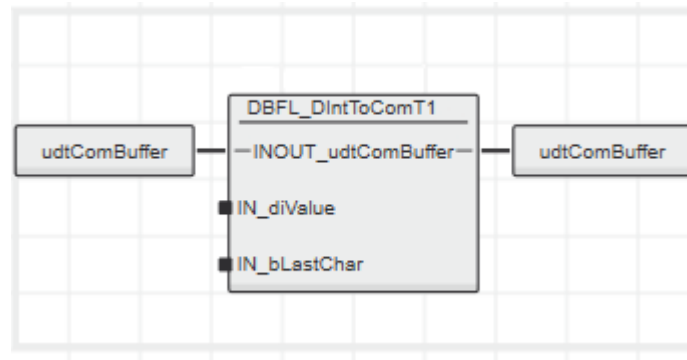 DBFL_DIntToComT1
udtComBuffer
INOUT_udtComBuffer
udtComBuffer
IN_diValue
IN_bLastChar